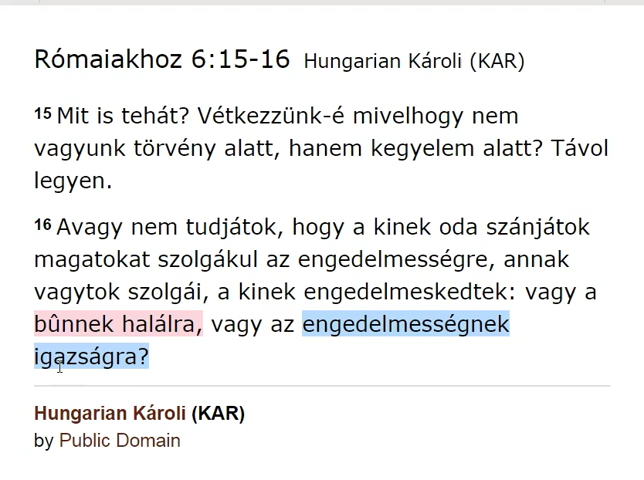 Rómaiakhoz 6:15-16 Hungarian Károli (KAR)
15 Mit is tehát? Vétkezzünk-é mivelhogy nem
vagyunk törvény alatt, hanem kegyelem alatt? Távol
legyen.
16 Avagy nem tudjátok, hogy a kinek oda szánjátok
magatokat szolgákul az engedelmességre, annak
vagytok szolgái, a kinek engedelmeskedtek: vagy a
bûnnek halálra, vagy az engedelmességnek
igazságra?
Hungarian Károli (KAR)
by Public Domain